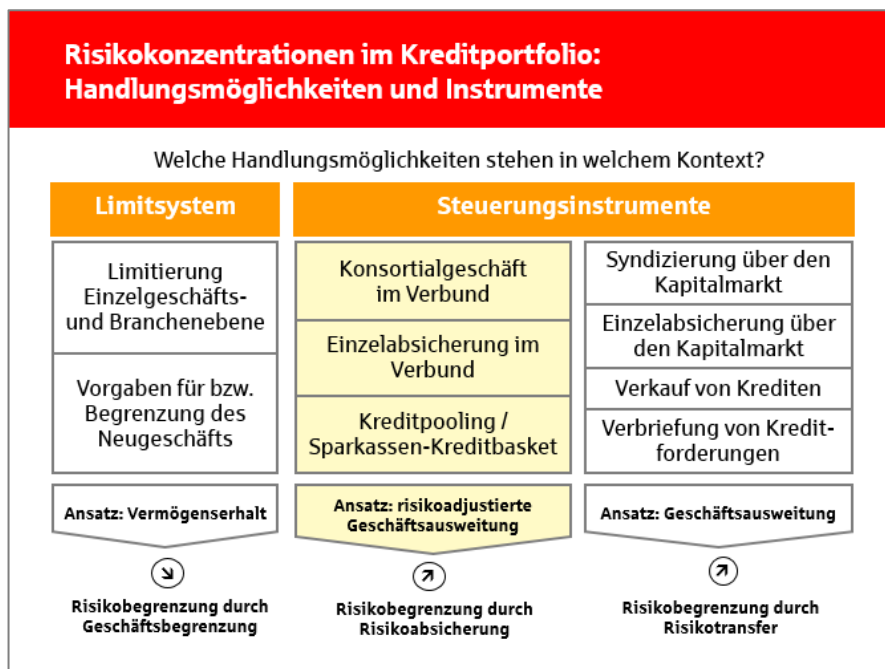 Risikokonzentrationen im Kreditportfolio:
Handlungsmöglichkeiten und Instrumente
Welche Handlungsmöglichkeiten stehen in welchem Kontext?
Limitsystem
Steuerungsinstrumente
Limitierung
Einzelgeschäfts-
und Branchenebene
Vorgaben für bzw.
Begrenzung des
Neugeschäfts
Ansatz: Vermögenserhalt
Risikobegrenzung durch
Geschäftsbegrenzung
Konsortialgeschäft
im Verbund
Einzelabsicherung im
Verbund
Kreditpooling /
Sparkassen-Kreditbasket
Ansatz: risikoadjustierte
Geschäftsausweitung
Risikobegrenzung durch
Risikoabsicherung
Syndizierung über den
Kapitalmarkt
Einzelabsicherung über
den Kapitalmarkt
Verkauf von Krediten
Verbriefung von Kredit-
forderungen
Ansatz: Geschäftsausweitung
Risikobegrenzung durch
Risikotransfer